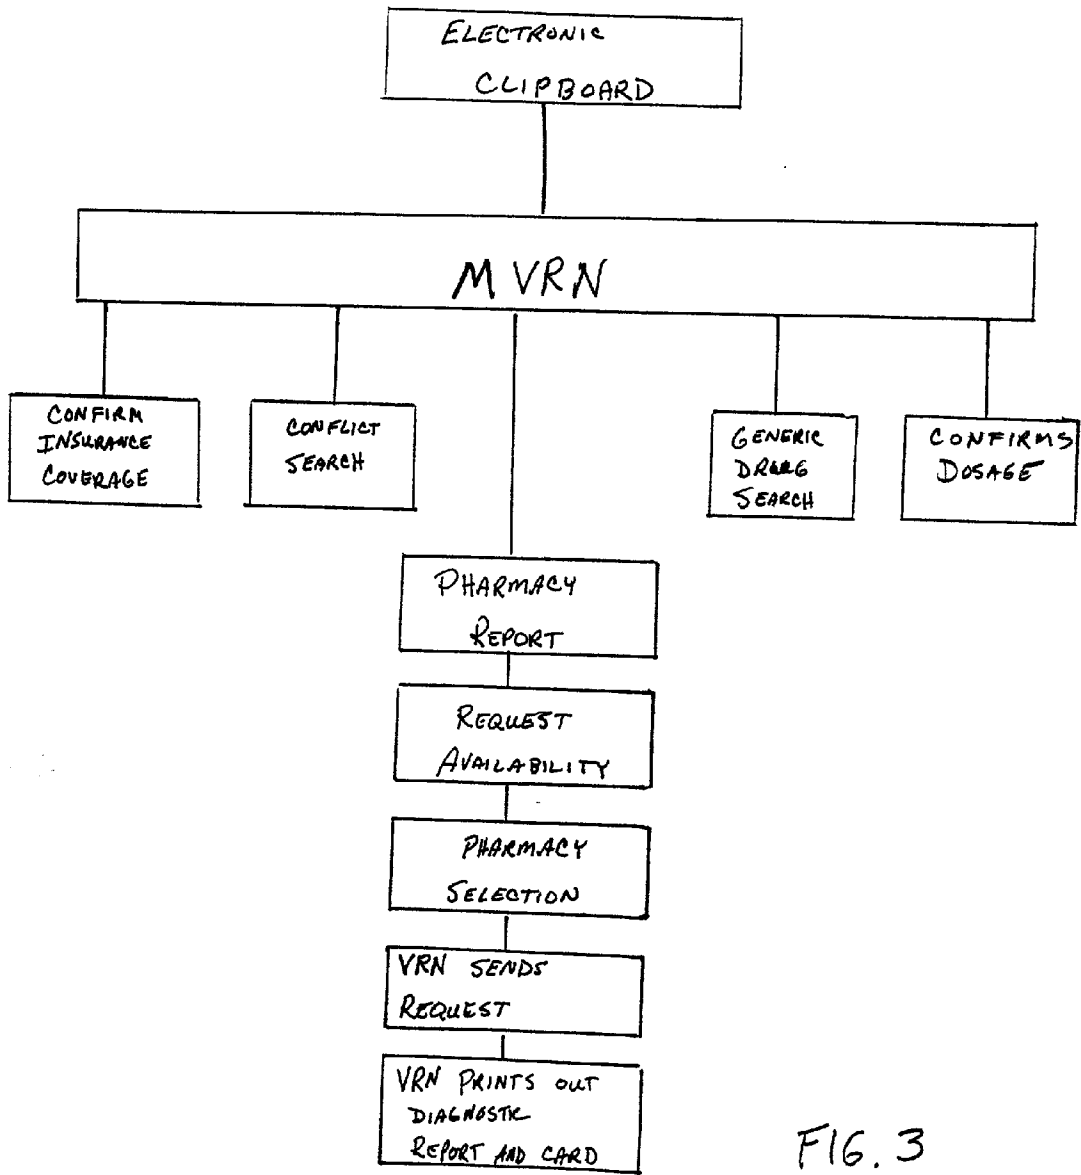 ELECTRONIC
CLIPBOARD
MVRN
CONFIRM
INSURANCE
COVERAGE
CONFLICT
SEARCH
GENERIC
DRUG
SEARCH
CONFIRMS
DOSAGE
PHARMACY
REPORT
REQUEST
AVAILABILITY
PHARMACY
SELECTION
VRN SENDS
REQUEST
VRN PRINTS OUT
DIAGNOSTIC
REPORT AND CARD
FIG. 3